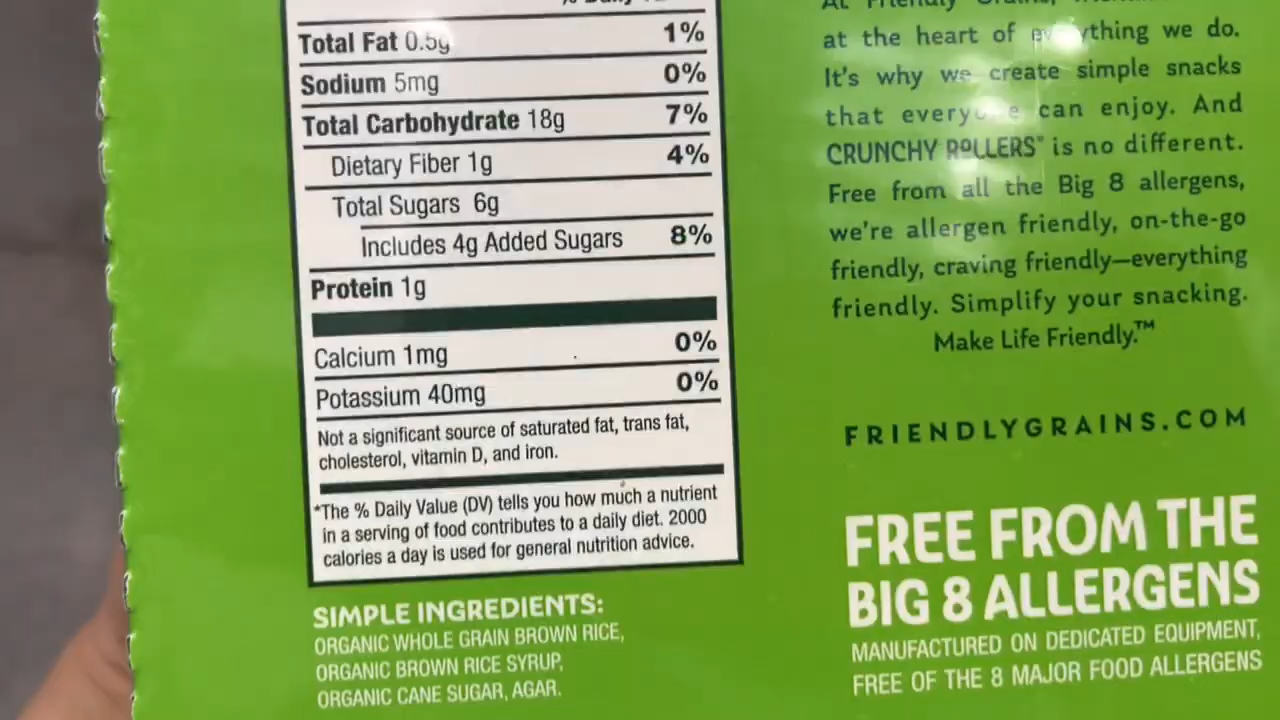 Total Fat 0.5g 1%
Sodium 5mg 0%
Total Carbohydrate 18g 7%
Dietary Fiber 1g 4%
Total Sugars 6g
Includes 4g Added Sugars 8%
Protein 1g
Calcium 1mg 0%
Potassium 40mg 0%
Not a significant source of saturated fat, trans fat,
cholesterol, vitamin D, and iron.
*The % Daily Value (DV) tells you how much a nutrient
in a serving of food contributes to a daily diet. 2000
calories a day is used for general nutrition advice.
SIMPLE INGREDIENTS:
ORGANIC WHOLE GRAIN BROWN RICE,
ORGANIC BROWN RICE SYRUP,
ORGANIC CANE SUGAR, AGAR.
At Friendly Grains,
at the heart of everything we do.
It's why we create simple snacks
that everyone can enjoy. And
CRUNCHY ROLLERS™ is no different.
Free from all the Big 8 allergens,
we're allergen friendly, on-the-go
friendly, craving friendly—everything
friendly. Simplify your snacking.
Make Life Friendly.™
FRIENDLYGRAINS.COM
FREE FROM THE
BIG 8 ALLERGENS
MANUFACTURED ON DEDICATED EQUIPMENT,
FREE OF THE 8 MAJOR FOOD ALLERGENS